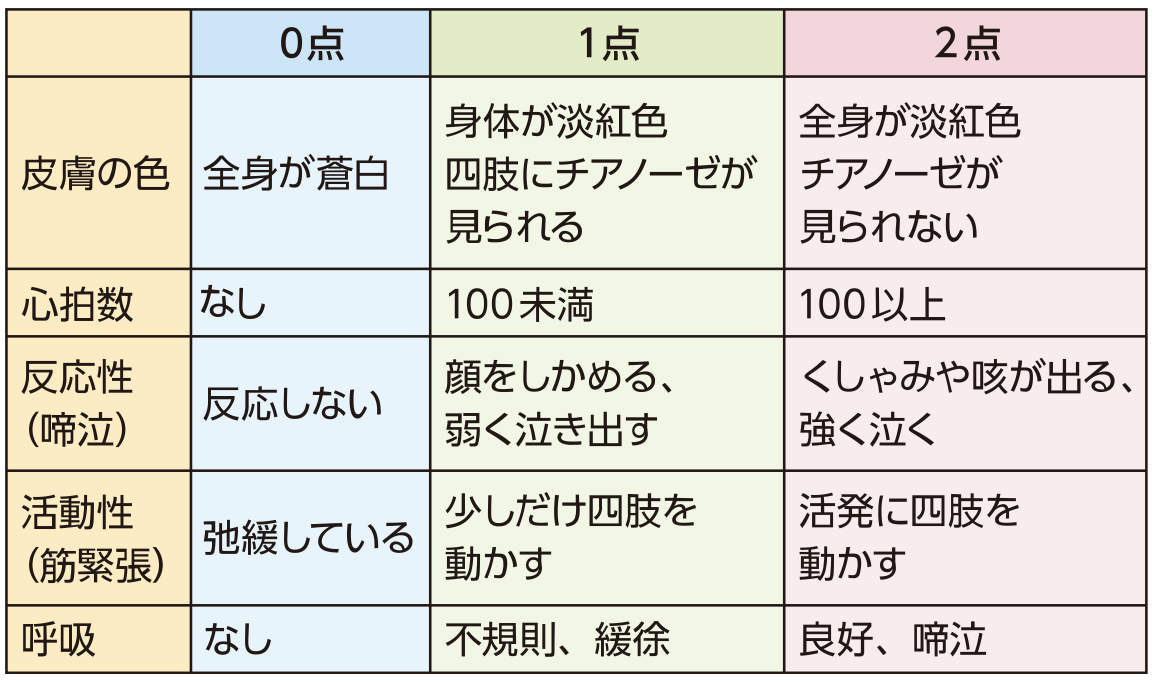 0点 1点 2点
皮膚の色
全身が蒼白
身体が淡紅色
四肢にチアノーゼが
見られる
全身が淡紅色
チアノーゼが
見られない
心拍数
なし
100未満
100以上
反応性
（啼泣）
反応しない
顔をしかめる、
弱く泣き出す
くしゃみや咳が出る、
強く泣く
活動性
（筋緊張）
弛緩している
少しだけ四肢を
動かす
活発に四肢を
動かす
呼吸
なし
不規則、緩徐
良好、啼泣